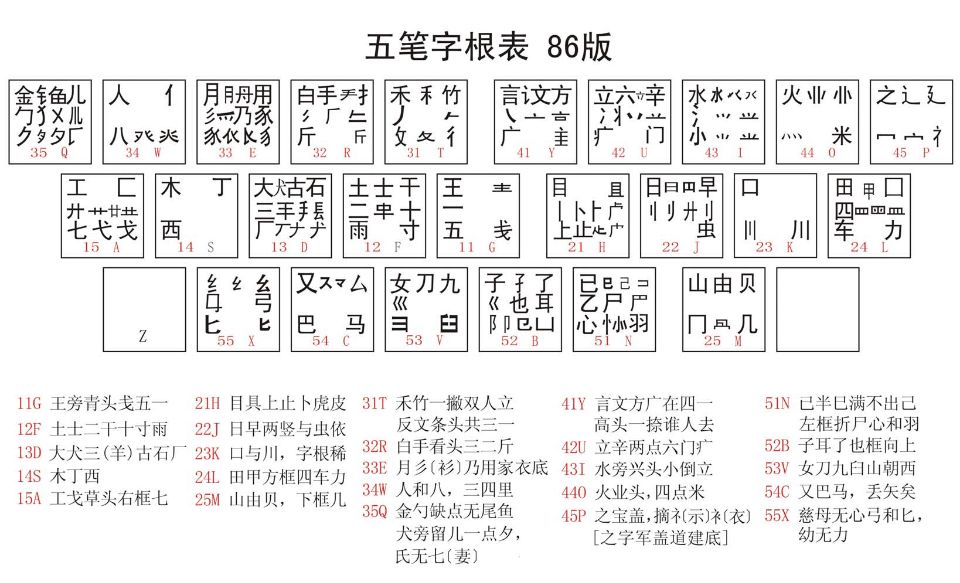 五笔字根表 86版
金钅鱼儿
勹犭乂儿
夕 夕 匚
35 Q
人 亻
八 癶
34 W
月 丹 用
彡 乃 豕
豕 衣
33 E
白手扌
斤
32 R
禾 竹
攵 夂 彳
31 T
言讠文方
亠
广 圭
41 Y
立六 辛
冫丬
疒 门
42 U
水
氵
小
43 I
火 业
灬 米
44 O
之辶廴
冖 宀 礻
45 P
工 匚
廾 艹 廿
七弋戈
15 A
木 丁
西
14 S
大犬古石
三
厂
13 D
土士干
二 十
雨 寸
12 F
王
一
五 戋
11 G
目 且
丨卜
上止
21 H
日曰早
刂
虫
22 J
口
川
23 K
田甲囗
四罒皿
车 力
24 L
Z
纟 幺
弓
匕
55 X
又スマム
巴 马
54 C
女刀九
巛
彐 臼
53 V
子孑了
巜也耳
阝卩㔾凵
52 B
已巳己コ
乙尸
心忄羽
51 N
山由贝
冂 几
25 M
11G 王旁青头戋五一
12F 土士二干十寸雨
13D 大犬三(羊)古石厂
14S 木丁西
15A 工戈草头右框七
21H 目具上止卜虎皮
22J 日早两竖与虫依
23K 口与川，字根稀
24L 田甲方框四车力
25M 山由贝，下框几
31T 禾竹一撇双人立
反文条头共三一
32R 白手看头三二斤
33E 月彡(衫)乃用家衣底
34W 人和八，三四里
35Q 金勺缺点无尾鱼
犬旁留儿一点夕，
氏无七〔妻〕
41Y 言文方广在四一
高头一捺谁人去
42U 立辛两点六门疒
43I 水旁兴头小倒立
44O 火业头，四点米
45P 之宝盖，摘礻(示)衤(衣)
[之字军盖道建底]
51N 已半巳满不出己
左框折尸心和羽
52B 子耳了也框向上
53V 女刀九臼山朝西
54C 又巴马，丢矢矣
55X 慈母无心弓和匕，
幼无力